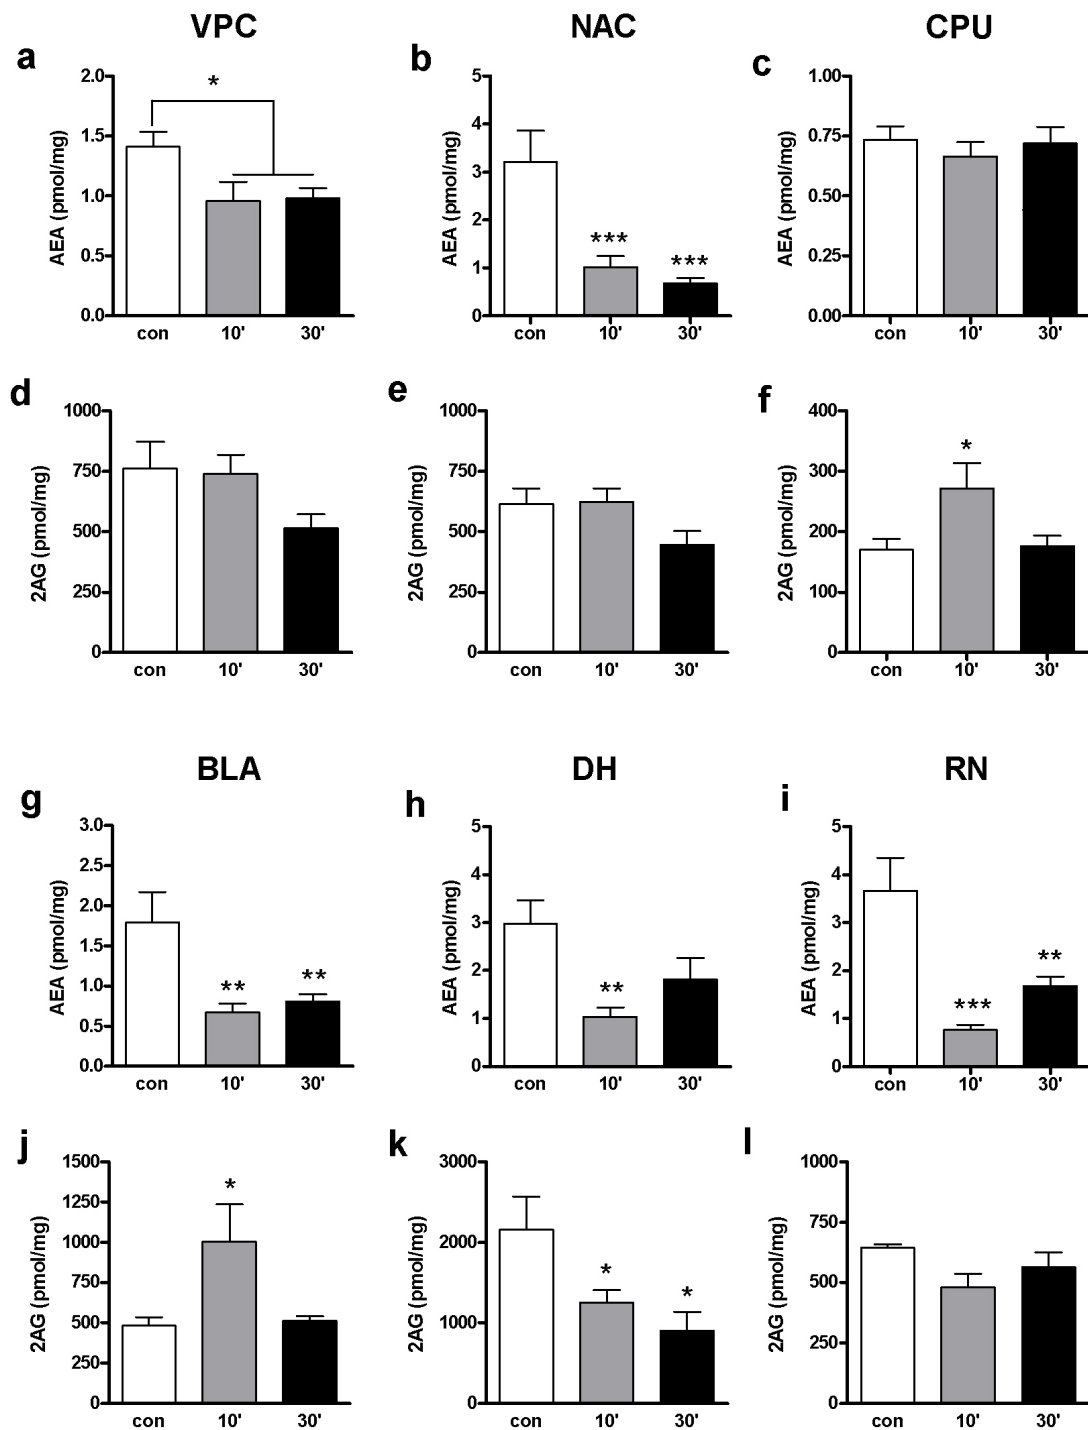 VPC NAC CPU
a b c
2.0 1.5 1.0 0.5 0.0
AEA (pmol/mg)
*
con 10' 30'
5 4 3 2 1 0
AEA (pmol/mg)
*** ***
con 10' 30'
1.00 0.75 0.50 0.25 0.00
AEA (pmol/mg)
con 10' 30'
d e f
1000 750 500 250 0
2AG (pmol/mg)
con 10' 30'
1000 750 500 250 0
2AG (pmol/mg)
con 10' 30'
400 300 200 100 0
2AG (pmol/mg)
*
con 10' 30'
BLA DH RN
g h i
3.0 2.5 2.0 1.5 1.0 0.5 0.0
AEA (pmol/mg)
** **
con 10' 30'
5 4 3 2 1 0
AEA (pmol/mg)
**
con 10' 30'
5 4 3 2 1 0
AEA (pmol/mg)
*** **
con 10' 30'
j k l
1500 1250 1000 750 500 250 0
2AG (pmol/mg)
*
con 10' 30'
3000 2000 1000 0
2AG (pmol/mg)
* *
con 10' 30'
1000 750 500 250 0
2AG (pmol/mg)
con 10' 30'